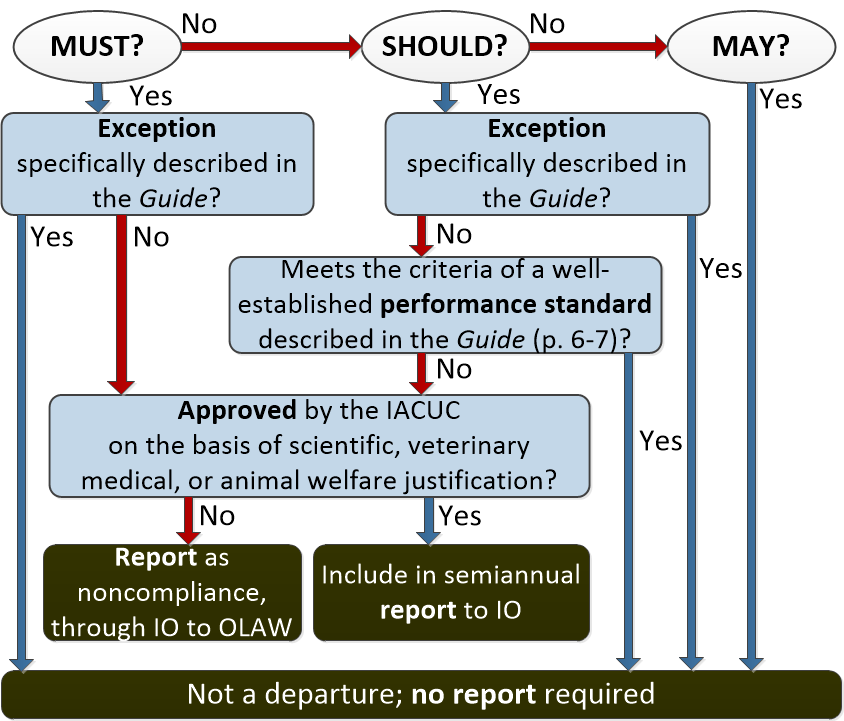 MUST?
No
SHOULD?
No
MAY?
Yes
Yes
Yes
Exception
specifically described in
the Guide?
Exception
specifically described in
the Guide?
Yes
No
No
Yes
Meets the criteria of a well-
established performance standard
described in the Guide (p. 6-7)?
No
Yes
Approved by the IACUC
on the basis of scientific, veterinary
medical, or animal welfare justification?
No
Yes
Report as
noncompliance,
through IO to OLAW
Include in semiannual
report to IO
Not a departure; no report required